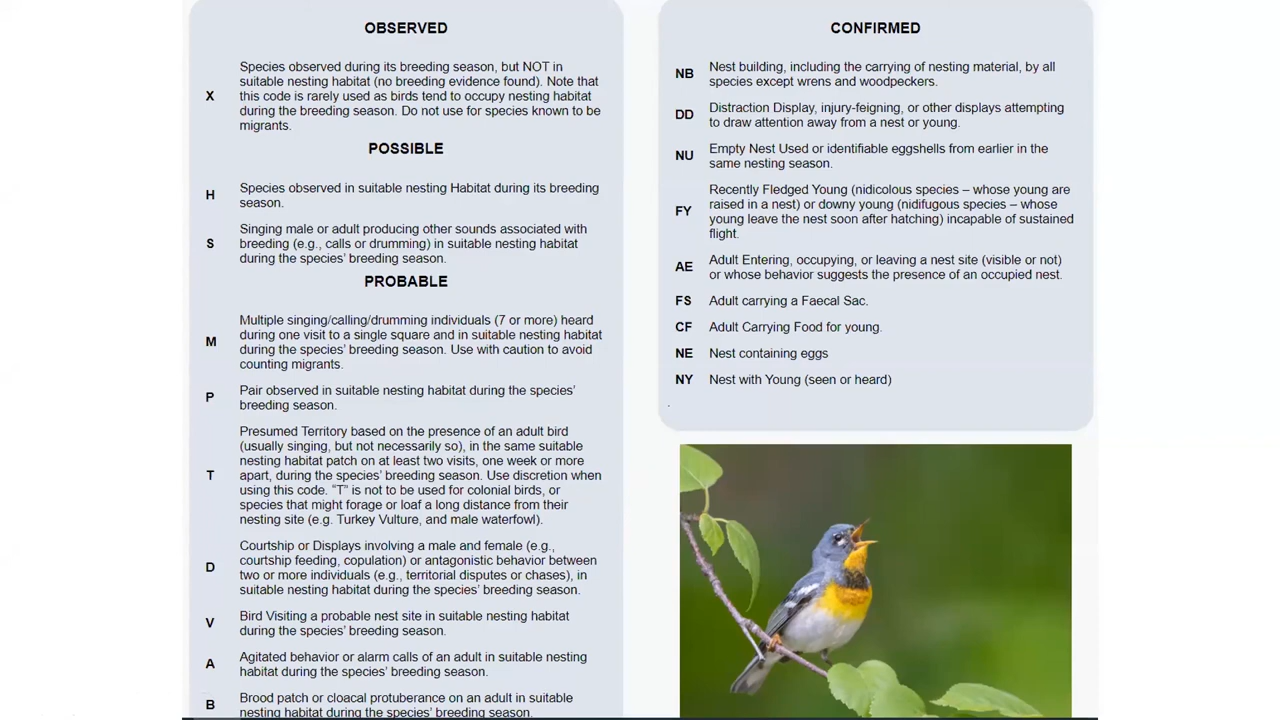 OBSERVED
X
Species observed during its breeding season, but NOT in
suitable nesting habitat (no breeding evidence found). Note that
this code is rarely used as birds tend to occupy nesting habitat
during the breeding season. Do not use for species known to be
migrants.
POSSIBLE
H
Species observed in suitable nesting Habitat during its breeding
season.
S
Singing male or adult producing other sounds associated with
breeding (e.g., calls or drumming) in suitable nesting habitat
during the species' breeding season.
PROBABLE
M
Multiple singing/calling/drumming individuals (7 or more) heard
during one visit to a single square and in suitable nesting habitat
during the species' breeding season. Use with caution to avoid
counting migrants.
P
Pair observed in suitable nesting habitat during the species'
breeding season.
T
Presumed Territory based on the presence of an adult bird
(usually singing, but not necessarily so), in the same suitable
nesting habitat patch on at least two visits, one week or more
apart, during the species' breeding season. Use discretion when
using this code. “T” is not to be used for colonial birds, or
species that might forage or loaf a long distance from their
nesting site (e.g. Turkey Vulture, and male waterfowl).
D
Courtship or Displays involving a male and female (e.g.,
courtship feeding, copulation) or antagonistic behavior between
two or more individuals (e.g., territorial disputes or chases), in
suitable nesting habitat during the species' breeding season.
V
Bird Visiting a probable nest site in suitable nesting habitat
during the species' breeding season.
A
Agitated behavior or alarm calls of an adult in suitable nesting
habitat during the species' breeding season.
B
Brood patch or cloacal protuberance on an adult in suitable
nesting habitat during the species' breeding season.
CONFIRMED
NB
Nest building, including the carrying of nesting material, by all
species except wrens and woodpeckers.
DD
Distraction Display, injury-feigning, or other displays attempting
to draw attention away from a nest or young.
NU
Empty Nest Used or identifiable eggshells from earlier in the
same nesting season.
FY
Recently Fledged Young (nidicolous species – whose young are
raised in a nest) or downy young (nidifugous species – whose
young leave the nest soon after hatching) incapable of sustained
flight.
AE
Adult Entering, occupying, or leaving a nest site (visible or not)
or whose behavior suggests the presence of an occupied nest.
FS Adult carrying a Faecal Sac.
CF Adult Carrying Food for young.
NE Nest containing eggs
NY Nest with Young (seen or heard)
.